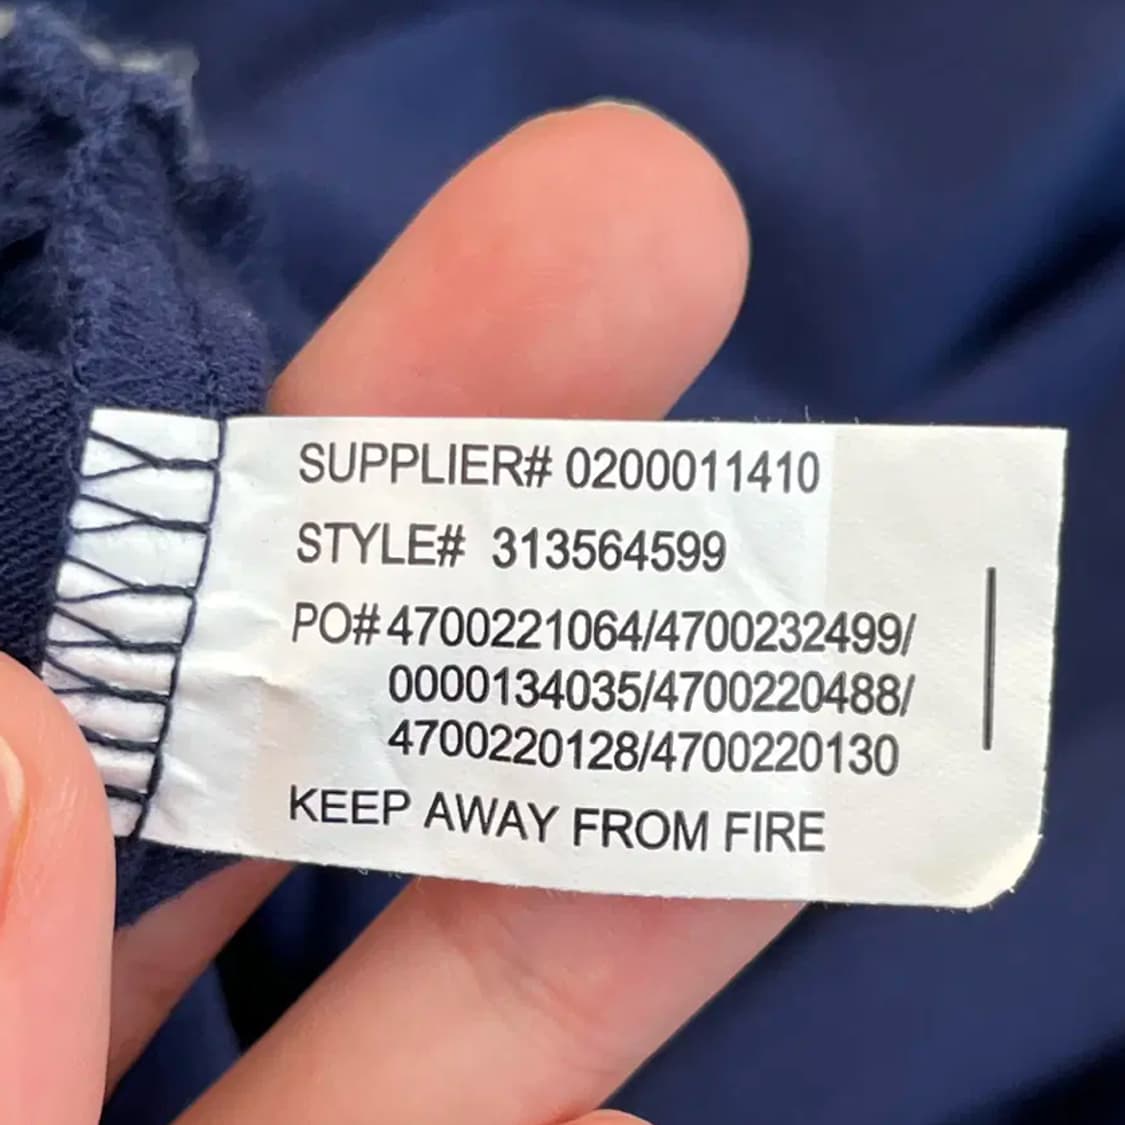 SUPPLIER# 0200011410
STYLE# 313564599
PO# 4700221064/4700232499/
0000134035/4700220488/
4700220128/4700220130
KEEP AWAY FROM FIRE